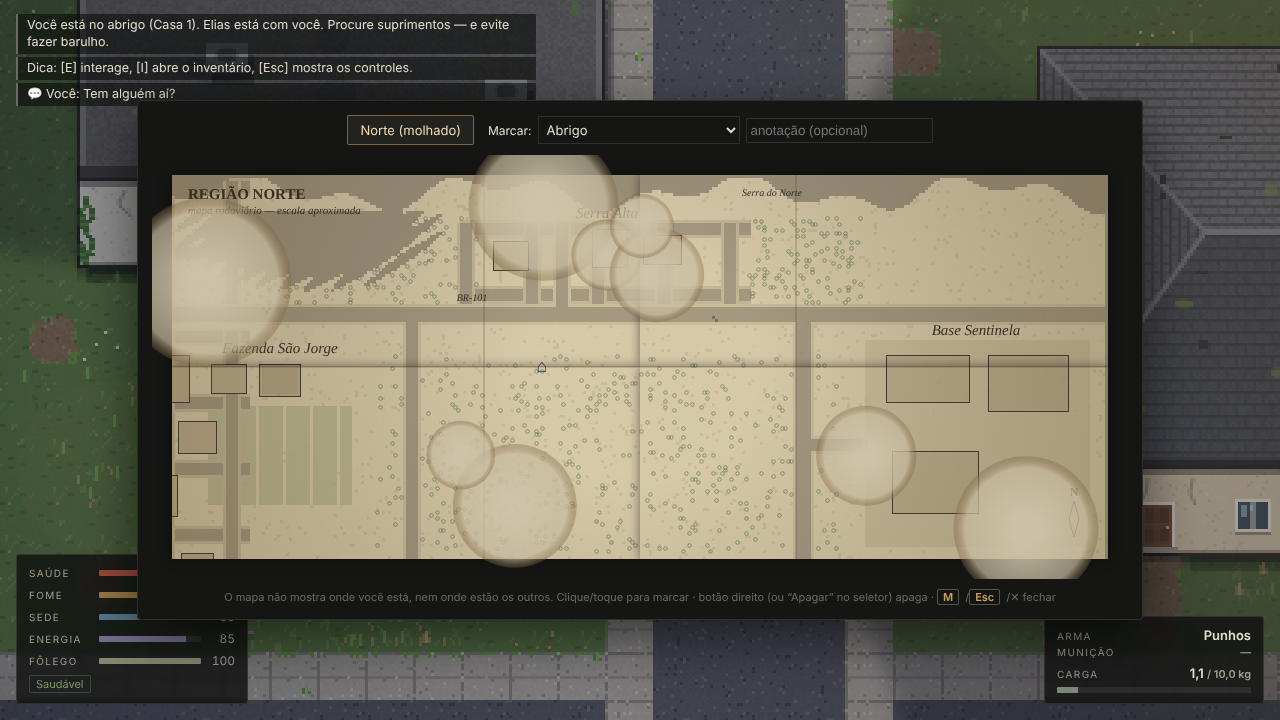 Você está no abrigo (Casa 1). Elias está com você. Procure suprimentos — e evite
fazer barulho.
Dica: [E] interage, [I] abre o inventário, [Esc] mostra os controles.
💬 Você: Tem alguém aí?
Norte (molhado)
Marcar:
Abrigo
anotação (opcional)
REGIÃO NORTE
mapa rodoviário — escala aproximada
Serra Alta
Serra do Norte
BR-101
Base Sentinela
Fazenda São Jorge
N
O mapa não mostra onde você está, nem onde estão os outros. Clique/toque para marcar · botão direito (ou “Apagar” no seletor) apaga · M / Esc /✕ fechar
SAÚDE
FOME
SEDE
ENERGIA 85
FÔLEGO 100
Saudável
ARMA Punhos
MUNIÇÃO —
CARGA 1,1 / 10,0 kg